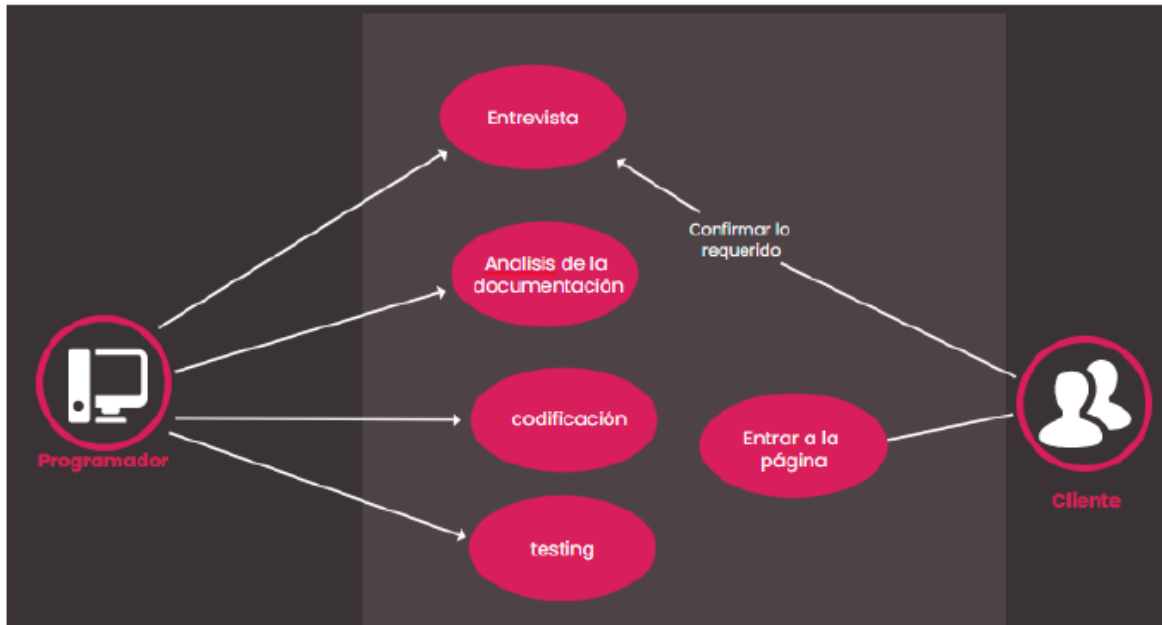 Entrevista
Confirmar lo
requerido
Analisis de la
documentación
codificación
Entrar a la
página
testing
Programador
Cliente